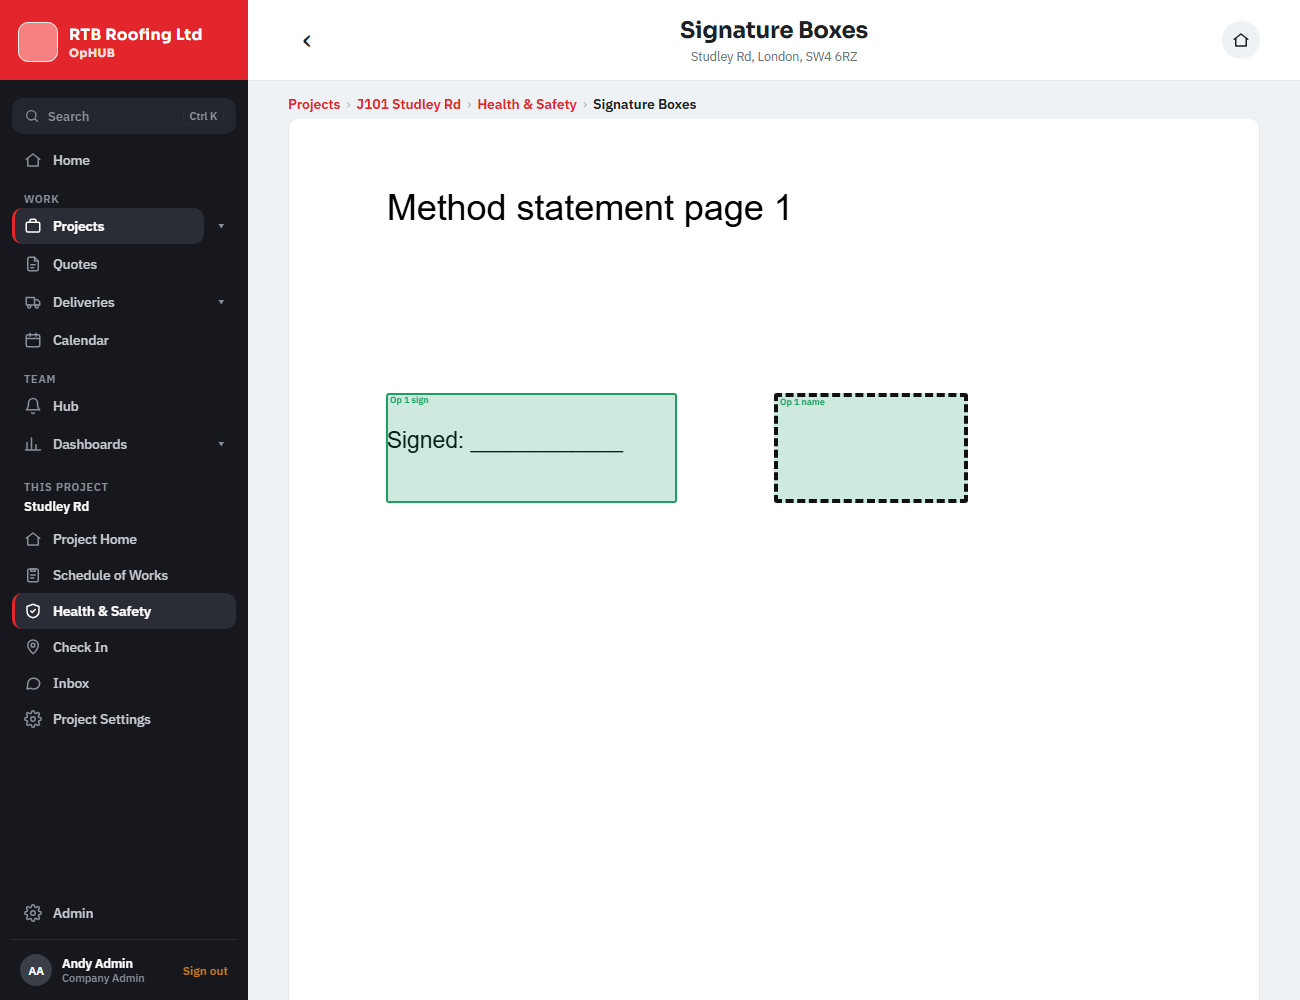 RTB Roofing Ltd
OpHUB
Search
Ctrl K
Home
WORK
Projects
Quotes
Deliveries
Calendar
TEAM
Hub
Dashboards
THIS PROJECT
Studley Rd
Project Home
Schedule of Works
Health & Safety
Check In
Inbox
Project Settings
Admin
AA
Andy Admin
Company Admin
Sign out
Signature Boxes
Studley Rd, London, SW4 6RZ
Projects › J101 Studley Rd › Health & Safety › Signature Boxes
Method statement page 1
Op 1 sign
Signed: ____________
Op 1 name